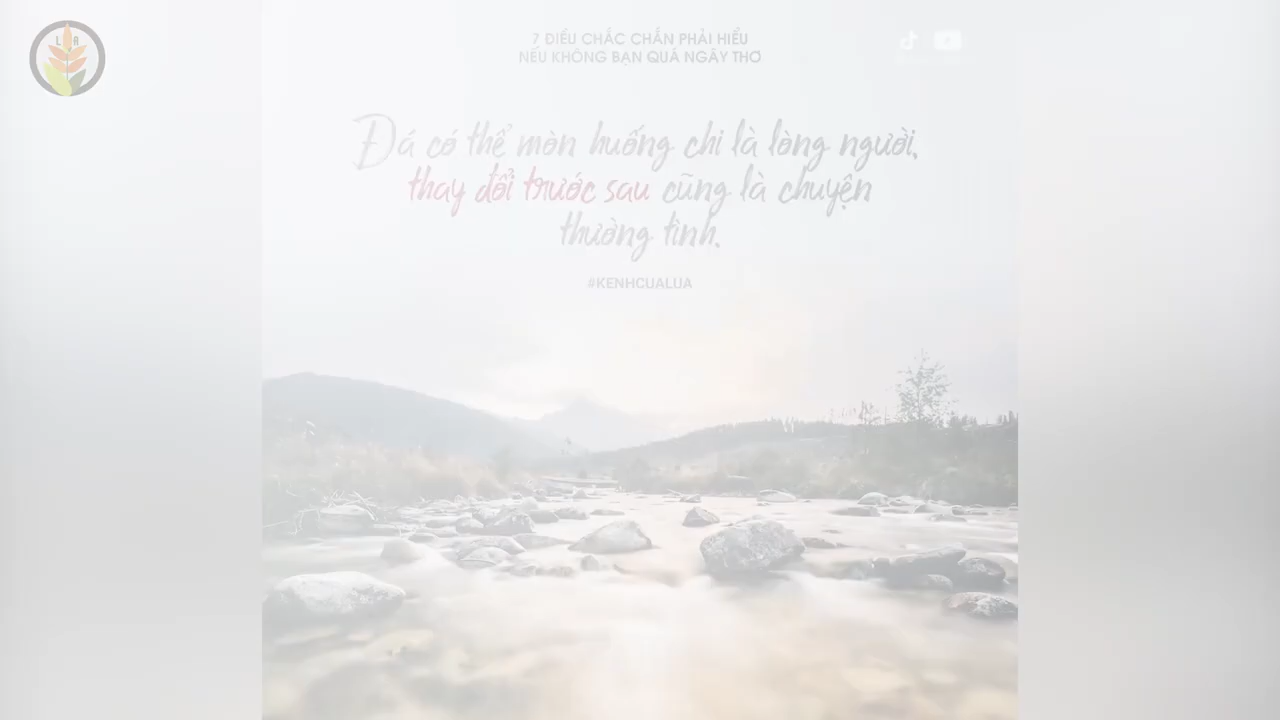 L A
7 ĐIỀU CHẮC CHẮN PHẢI HIỂU
NẾU KHÔNG BẠN QUÁ NGÂY THƠ
Đá có thể mòn huống chi là lòng người,
thay đổi trước sau cũng là chuyện
thường tình.
#KENHCUALUA